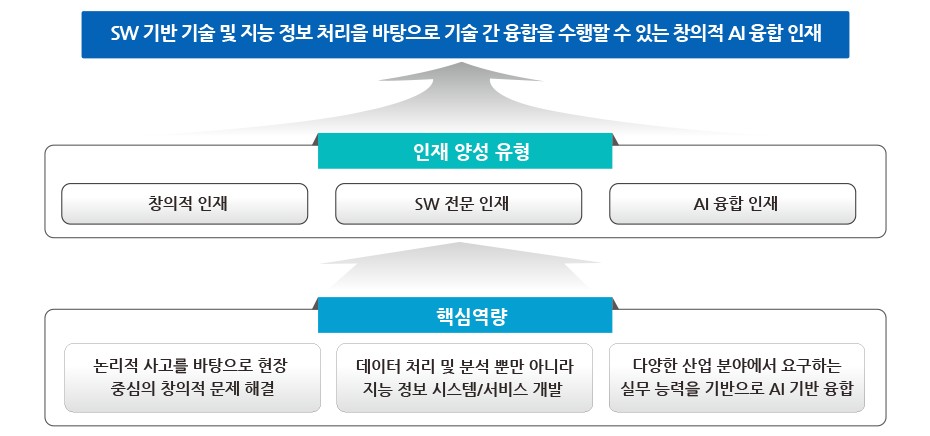 SW 기반 기술 및 지능 정보 처리을 바탕으로 기술 간 융합을 수행할 수 있는 창의적 AI 융합 인재
인재 양성 유형
창의적 인재
SW 전문 인재
AI 융합 인재
핵심역량
논리적 사고를 바탕으로 현장
중심의 창의적 문제 해결
데이터 처리 및 분석 뿐만 아니라
지능 정보 시스템/서비스 개발
다양한 산업 분야에서 요구하는
실무 능력을 기반으로 AI 기반 융합